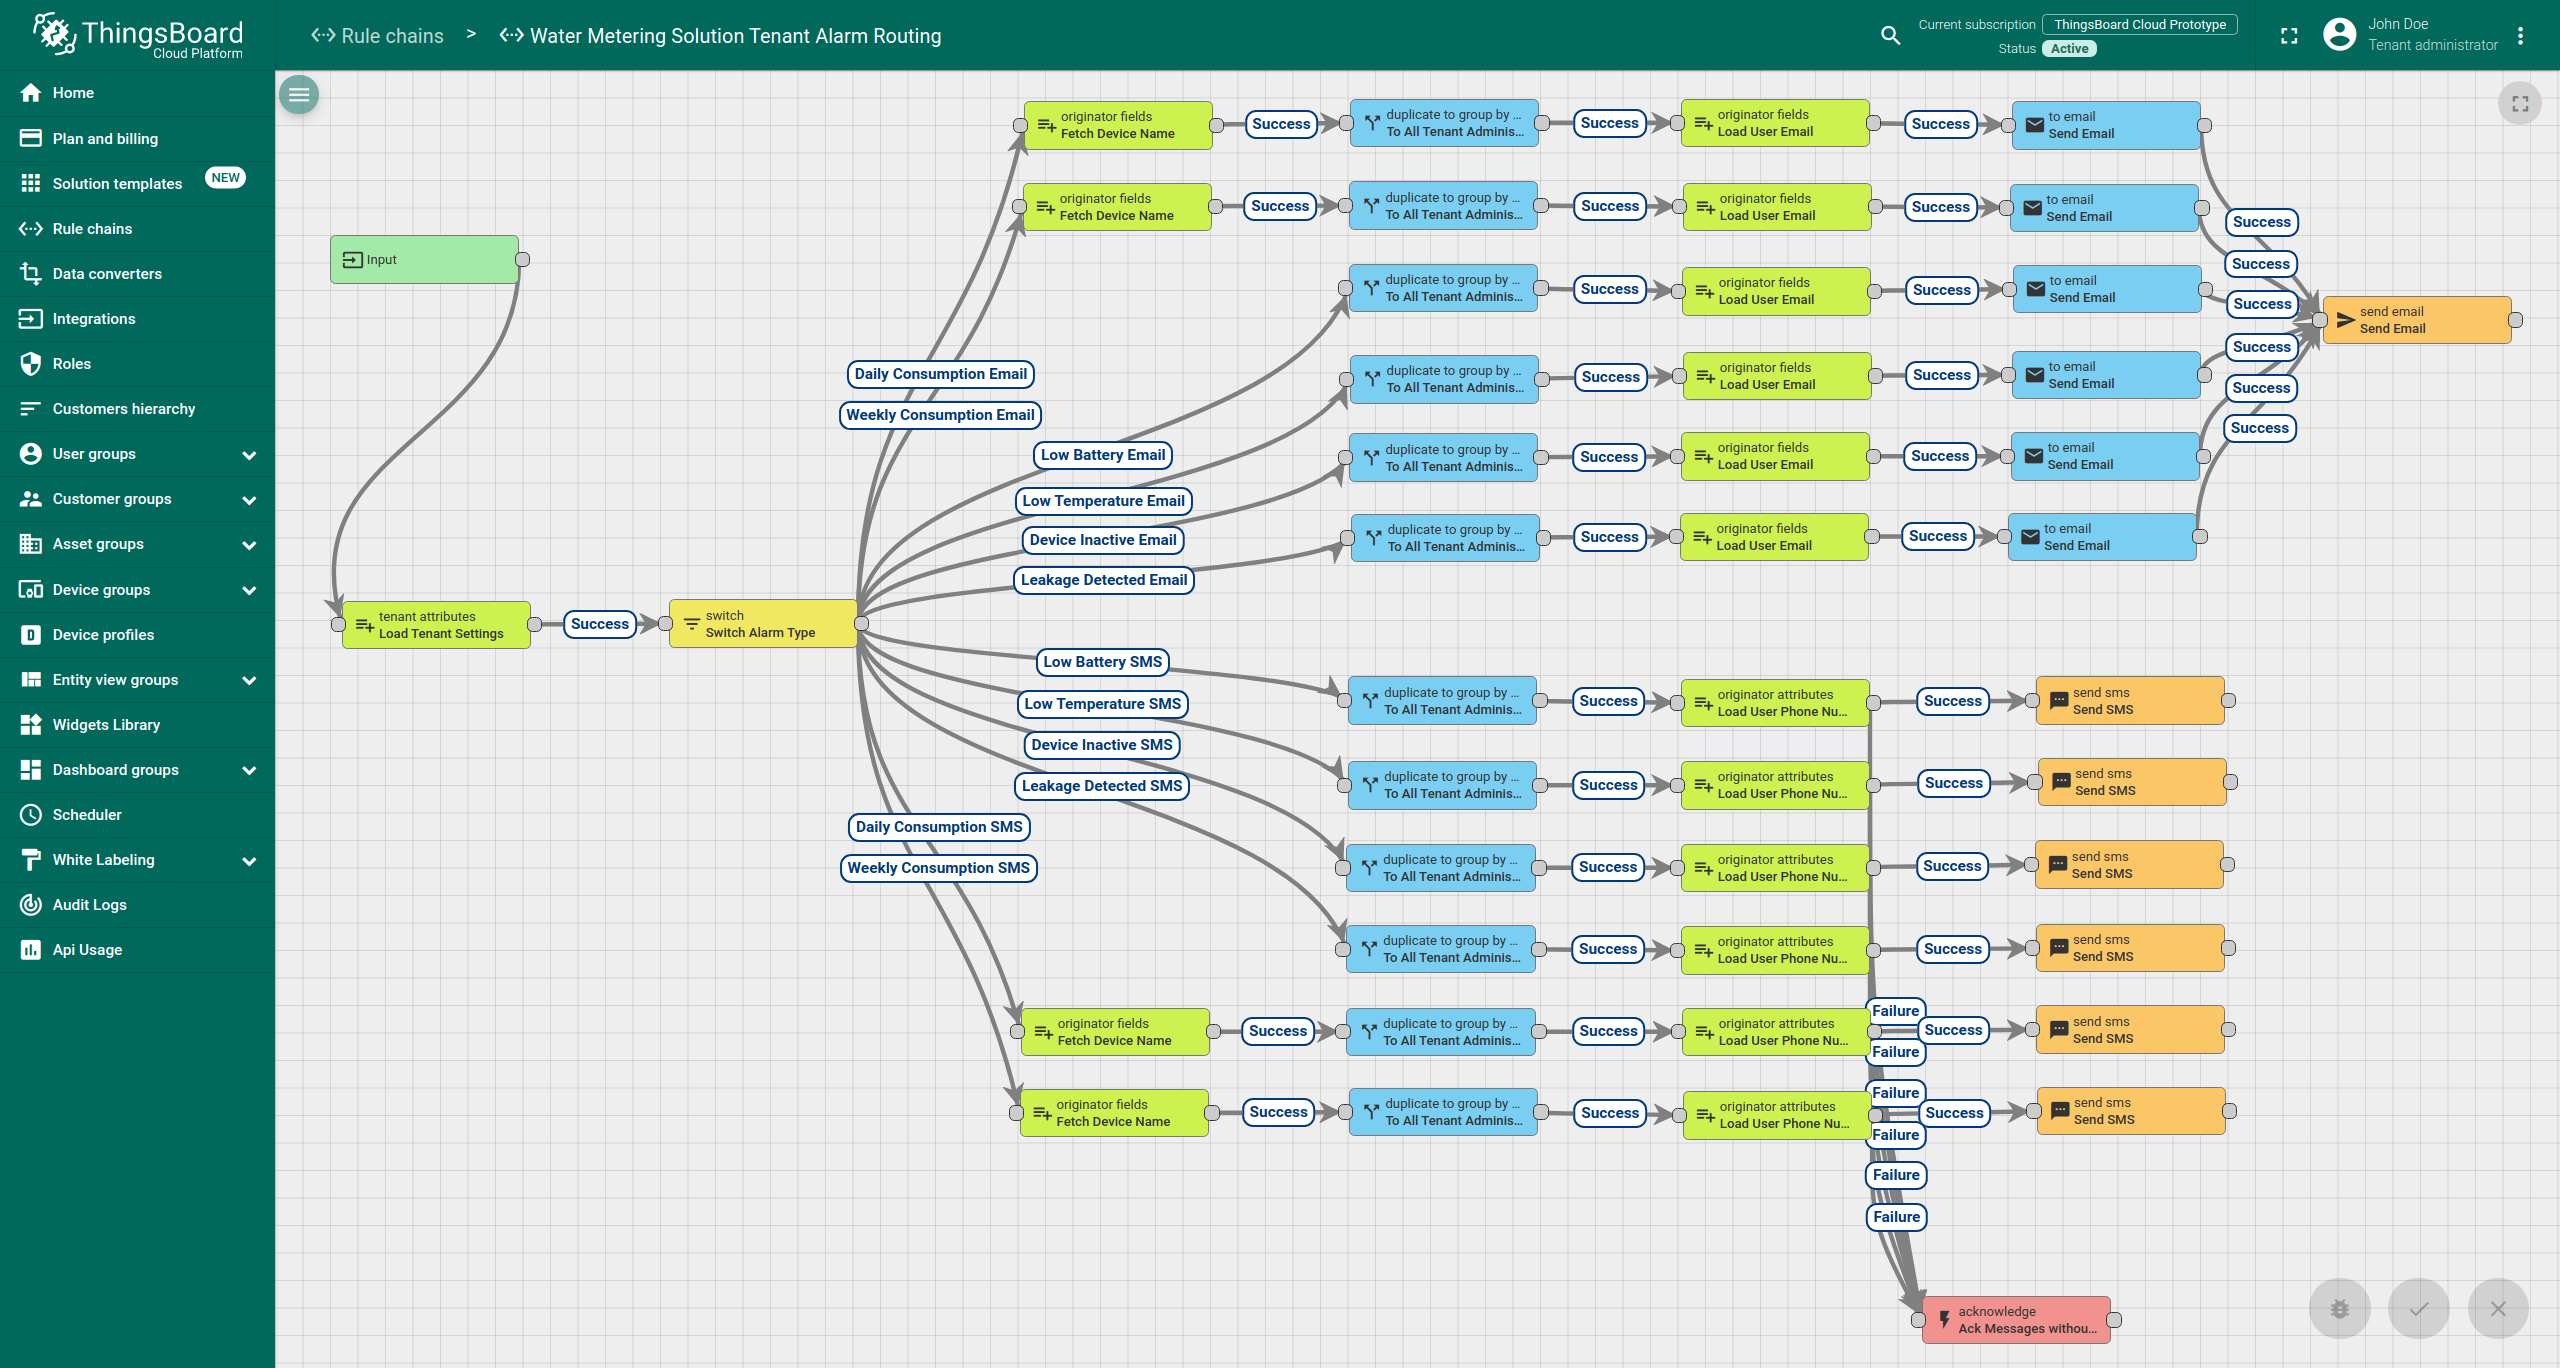 ThingsBoard
Cloud Platform
Rule chains > Water Metering Solution Tenant Alarm Routing
Current subscription ThingsBoard Cloud Prototype
Status Active
John Doe
Tenant administrator
Home
Plan and billing
Solution templates NEW
Rule chains
Data converters
Integrations
Roles
Customers hierarchy
User groups
Customer groups
Asset groups
Device groups
Device profiles
Entity view groups
Widgets Library
Dashboard groups
Scheduler
White Labeling
Audit Logs
Api Usage
Input
tenant attributes
Load Tenant Settings
Success
switch
Switch Alarm Type
Daily Consumption Email
Weekly Consumption Email
Low Battery Email
Low Temperature Email
Device Inactive Email
Leakage Detected Email
Low Battery SMS
Low Temperature SMS
Device Inactive SMS
Leakage Detected SMS
Daily Consumption SMS
Weekly Consumption SMS
originator fields
Fetch Device Name
Success
duplicate to group by ...
To All Tenant Adminis...
Success
originator fields
Load User Email
Success
to email
Send Email
Success
originator fields
Fetch Device Name
Success
duplicate to group by ...
To All Tenant Adminis...
Success
originator fields
Load User Email
Success
to email
Send Email
Success
duplicate to group by ...
To All Tenant Adminis...
Success
originator fields
Load User Email
Success
to email
Send Email
Success
send email
Send Email
duplicate to group by ...
To All Tenant Adminis...
Success
originator fields
Load User Email
Success
to email
Send Email
Success
duplicate to group by ...
To All Tenant Adminis...
Success
originator fields
Load User Email
Success
to email
Send Email
Success
duplicate to group by ...
To All Tenant Adminis...
Success
originator fields
Load User Email
Success
to email
Send Email
Success
duplicate to group by ...
To All Tenant Adminis...
Success
originator attributes
Load User Phone Nu...
Success
send sms
Send SMS
duplicate to group by ...
To All Tenant Adminis...
Success
originator attributes
Load User Phone Nu...
Success
send sms
Send SMS
duplicate to group by ...
To All Tenant Adminis...
Success
originator attributes
Load User Phone Nu...
Success
send sms
Send SMS
duplicate to group by ...
To All Tenant Adminis...
Success
originator attributes
Load User Phone Nu...
Success
send sms
Send SMS
originator fields
Fetch Device Name
Success
duplicate to group by ...
To All Tenant Adminis...
Success
originator attributes
Load User Phone Nu...
Success
send sms
Send SMS
originator fields
Fetch Device Name
Success
duplicate to group by ...
To All Tenant Adminis...
Success
originator attributes
Load User Phone Nu...
Success
send sms
Send SMS
Failure
Failure
Failure
Failure
Failure
Failure
acknowledge
Ack Messages withou...